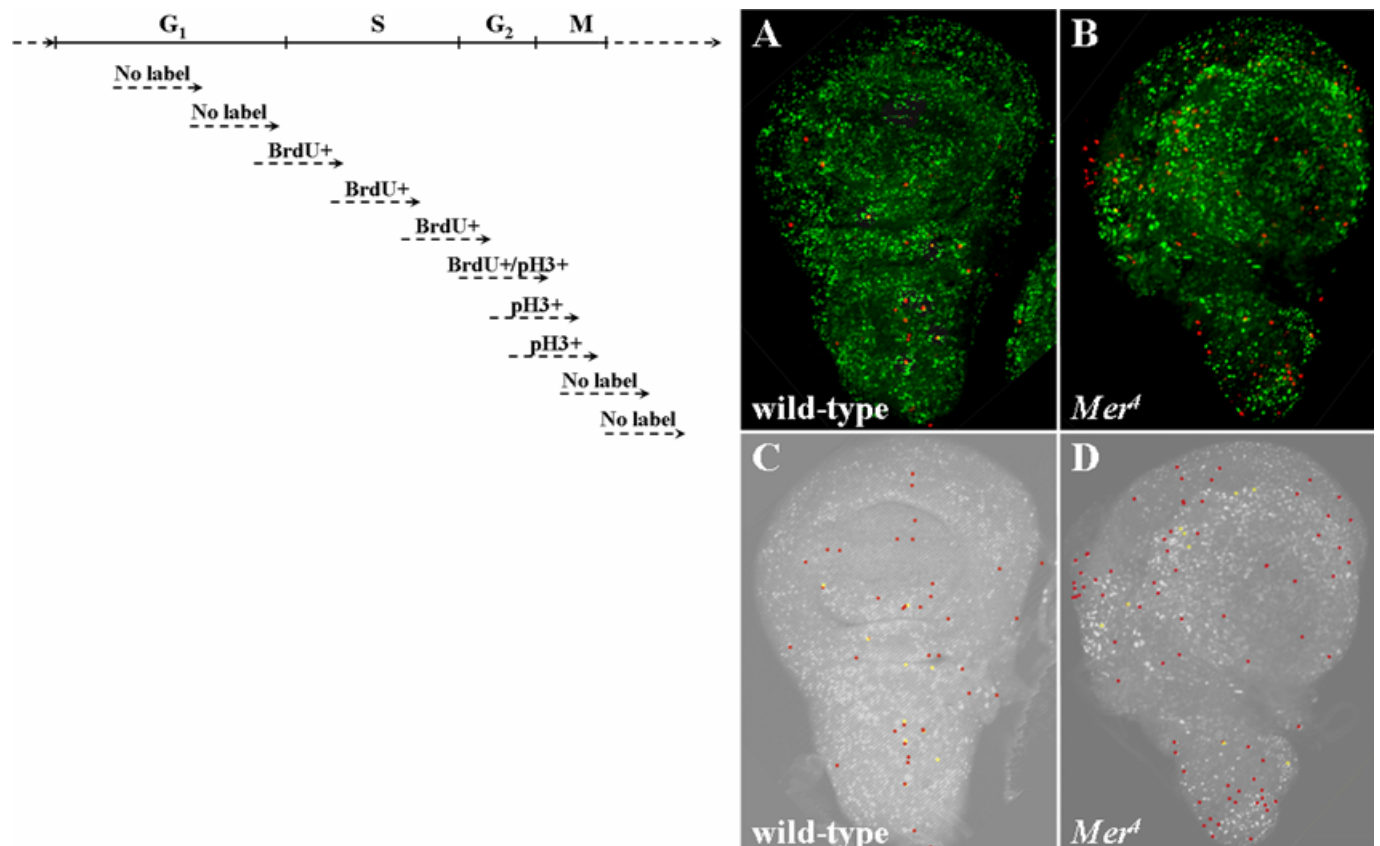 G₁ S G₂ M
No label
No label
BrdU+
BrdU+
BrdU+
BrdU+/pH3+
pH3+
pH3+
No label
No label
A
wild-type
B
Mer⁴
C
wild-type
D
Mer⁴